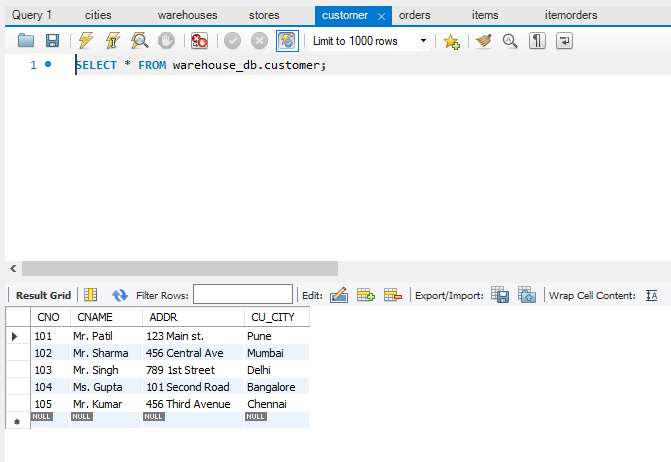 Query 1 cities warehouses stores customer orders items itemorders
Limit to 1000 rows
1 SELECT * FROM warehouse_db.customer;
Result Grid Filter Rows: Edit: Export/Import: Wrap Cell Content: IA
CNO CNAME ADDR CU_CITY
101 Mr. Patil 123 Main st. Pune
102 Mr. Sharma 456 Central Ave Mumbai
103 Mr. Singh 789 1st Street Delhi
104 Ms. Gupta 101 Second Road Bangalore
105 Mr. Kumar 456 Third Avenue Chennai
NULL NULL NULL NULL